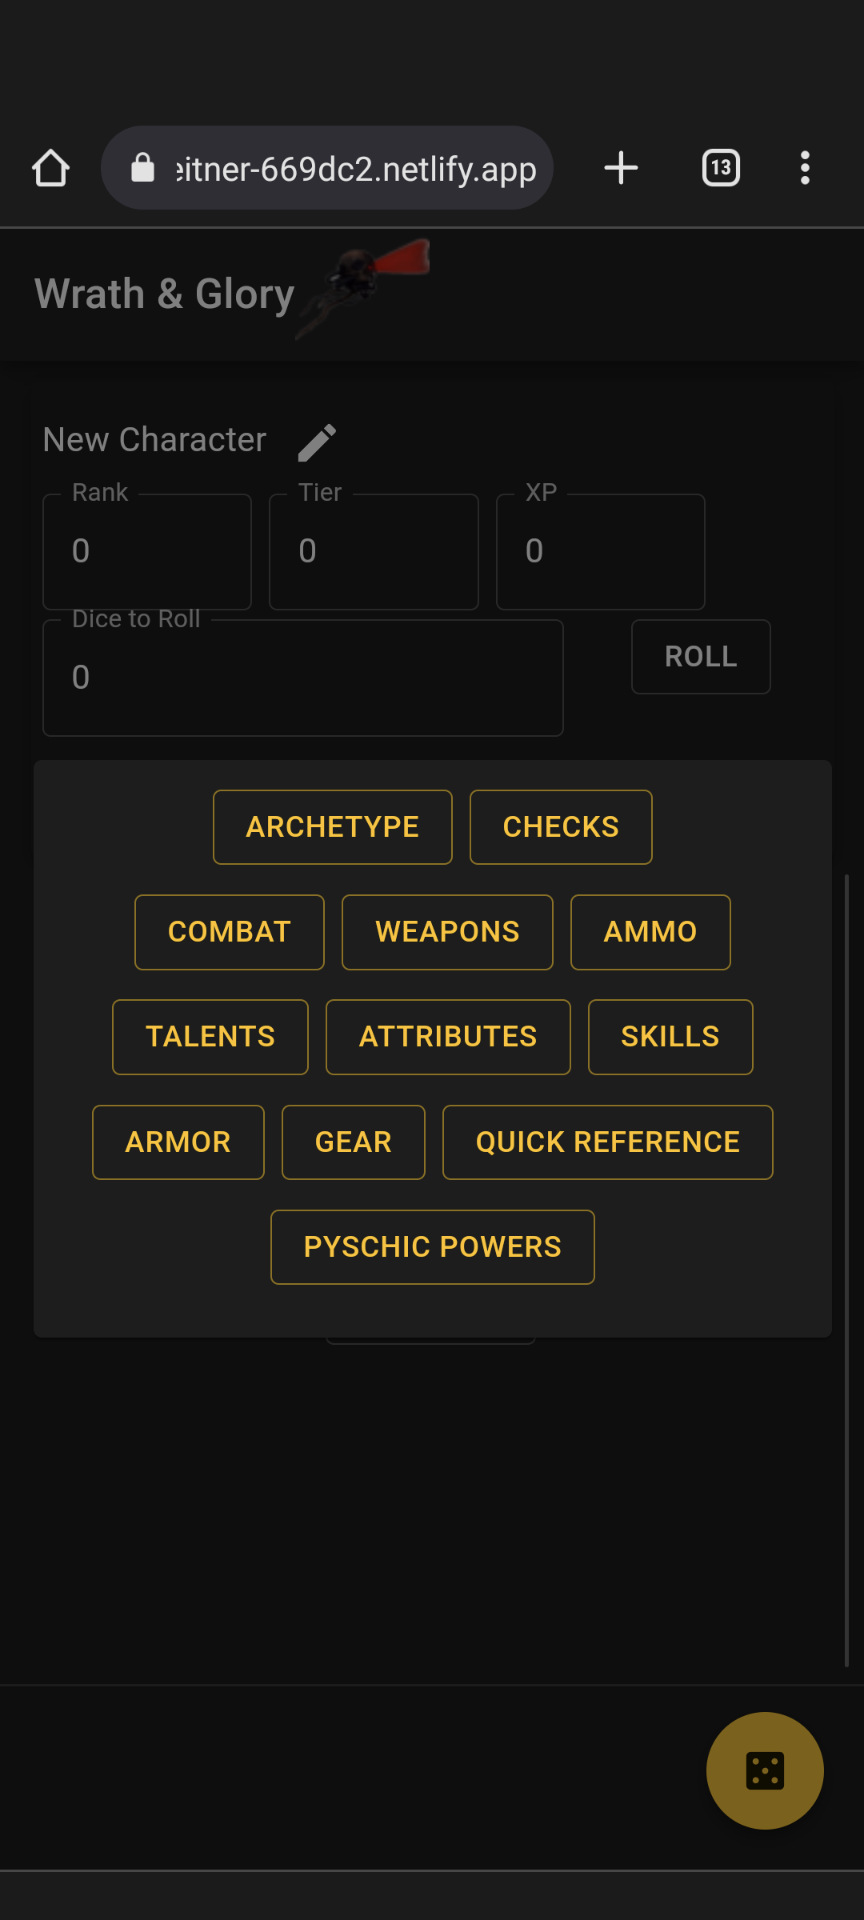 eitner-669dc2.netlify.app
13
Wrath & Glory
New Character
Rank Tier XP
0 0 0
Dice to Roll
0 ROLL
ARCHETYPE CHECKS
COMBAT WEAPONS AMMO
TALENTS ATTRIBUTES SKILLS
ARMOR GEAR QUICK REFERENCE
PYSCHIC POWERS